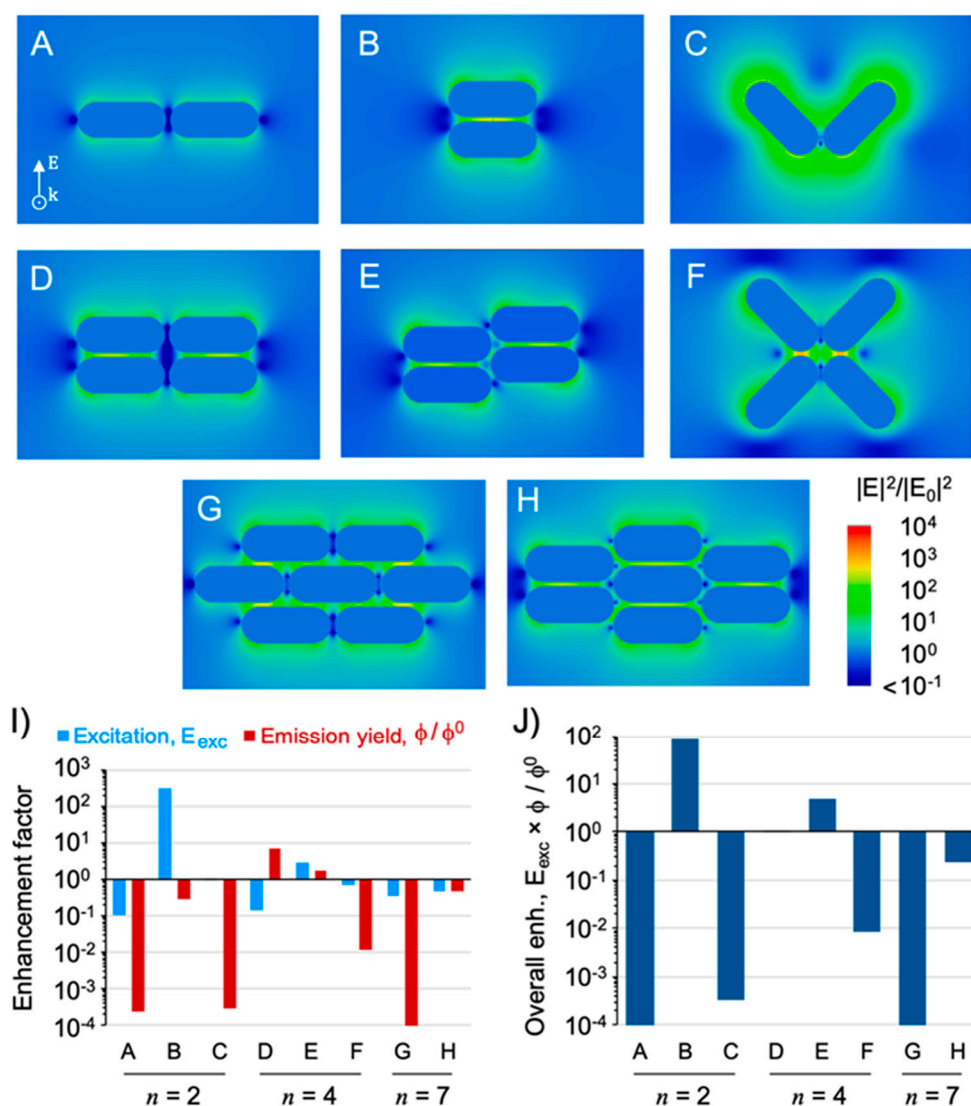 A
B
C
E
k
D
E
F
G
H
|E|²/|E₀|²
10⁴
10³
10²
10¹
10⁰
<10⁻¹
I)
Excitation, E_exc
Emission yield, ϕ/ϕ⁰
Enhancement factor
10³
10²
10¹
10⁰
10⁻¹
10⁻²
10⁻³
10⁻⁴
A B C D E F G H
n = 2 n = 4 n = 7
J)
Overall enh., E_exc × ϕ / ϕ⁰
10²
10¹
10⁰
10⁻¹
10⁻²
10⁻³
10⁻⁴
A B C D E F G H
n = 2 n = 4 n = 7